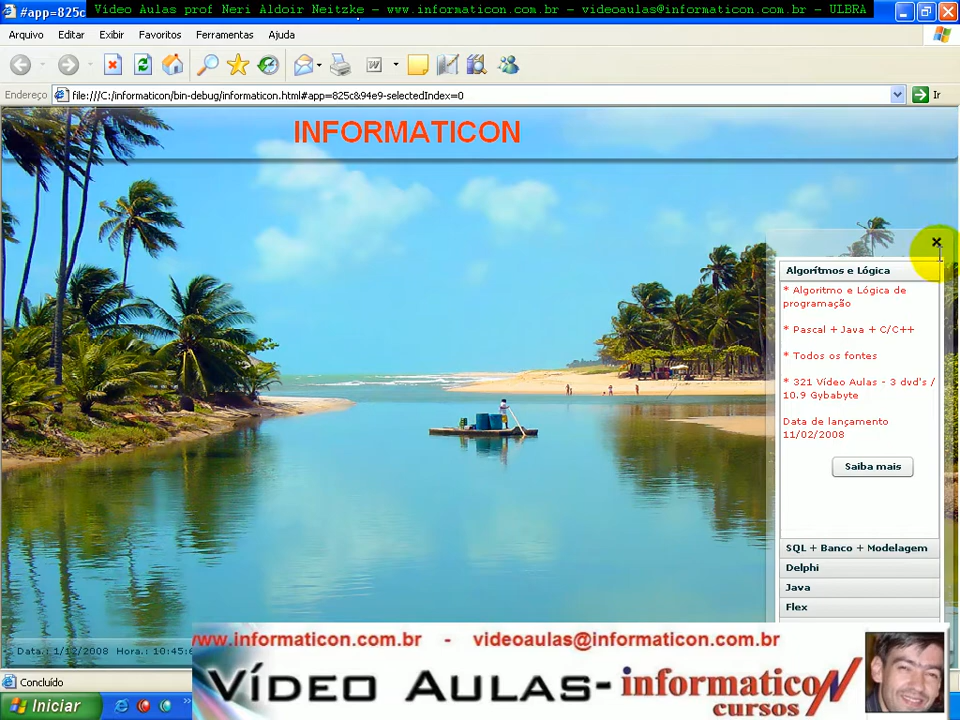 #app=825c
Vídeo Aulas prof Neri Aldoir Neitzke - www.informaticon.com.br - videoaulas@informaticon.com.br - ULBRA
Arquivo Editar Exibir Favoritos Ferramentas Ajuda
Endereço file:///C:/informaticon/bin-debug/informaticon.html#app=825c&94e9-selectedIndex=0 Ir
INFORMATICON
Algorítmos e Lógica
* Algoritmo e Lógica de
programação
* Pascal + Java + C/C++
* Todos os fontes
* 321 Vídeo Aulas - 3 dvd's /
10.9 Gybabyte
Data de lançamento
11/02/2008
Saiba mais
SQL + Banco + Modelagem
Delphi
Java
Flex
Data.: 1/12/2008 Hora.: 10:45:6
www.informaticon.com.br - videoaulas@informaticon.com.br
Concluído
Vídeo Aulas- informaticon
cursos
Iniciar